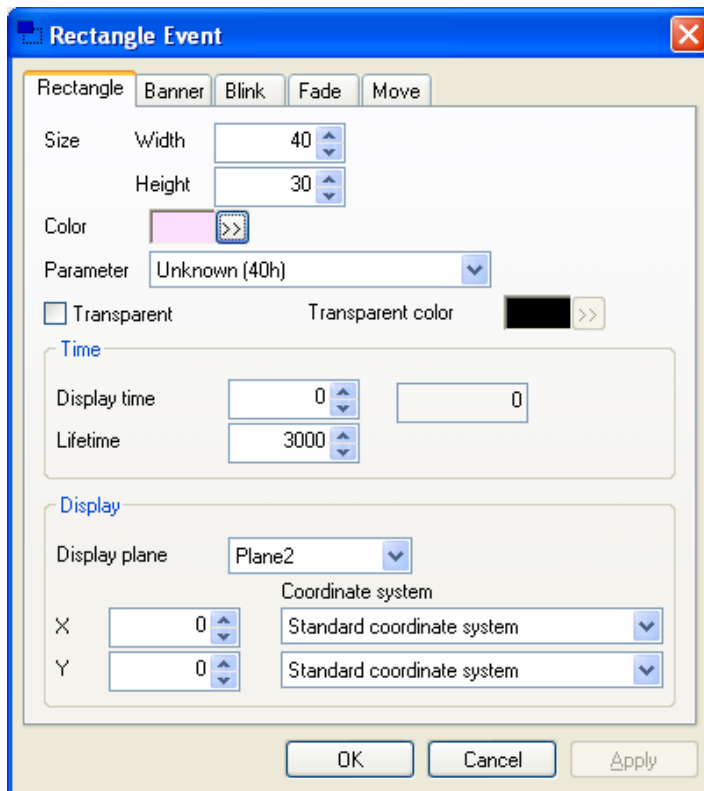 Rectangle Event
Rectangle Banner Blink Fade Move
Size Width 40
Height 30
Color >>
Parameter Unknown (40h)
Transparent Transparent color >>
Time
Display time 0 0
Lifetime 3000
Display
Display plane Plane2
Coordinate system
X 0 Standard coordinate system
Y 0 Standard coordinate system
OK Cancel Apply